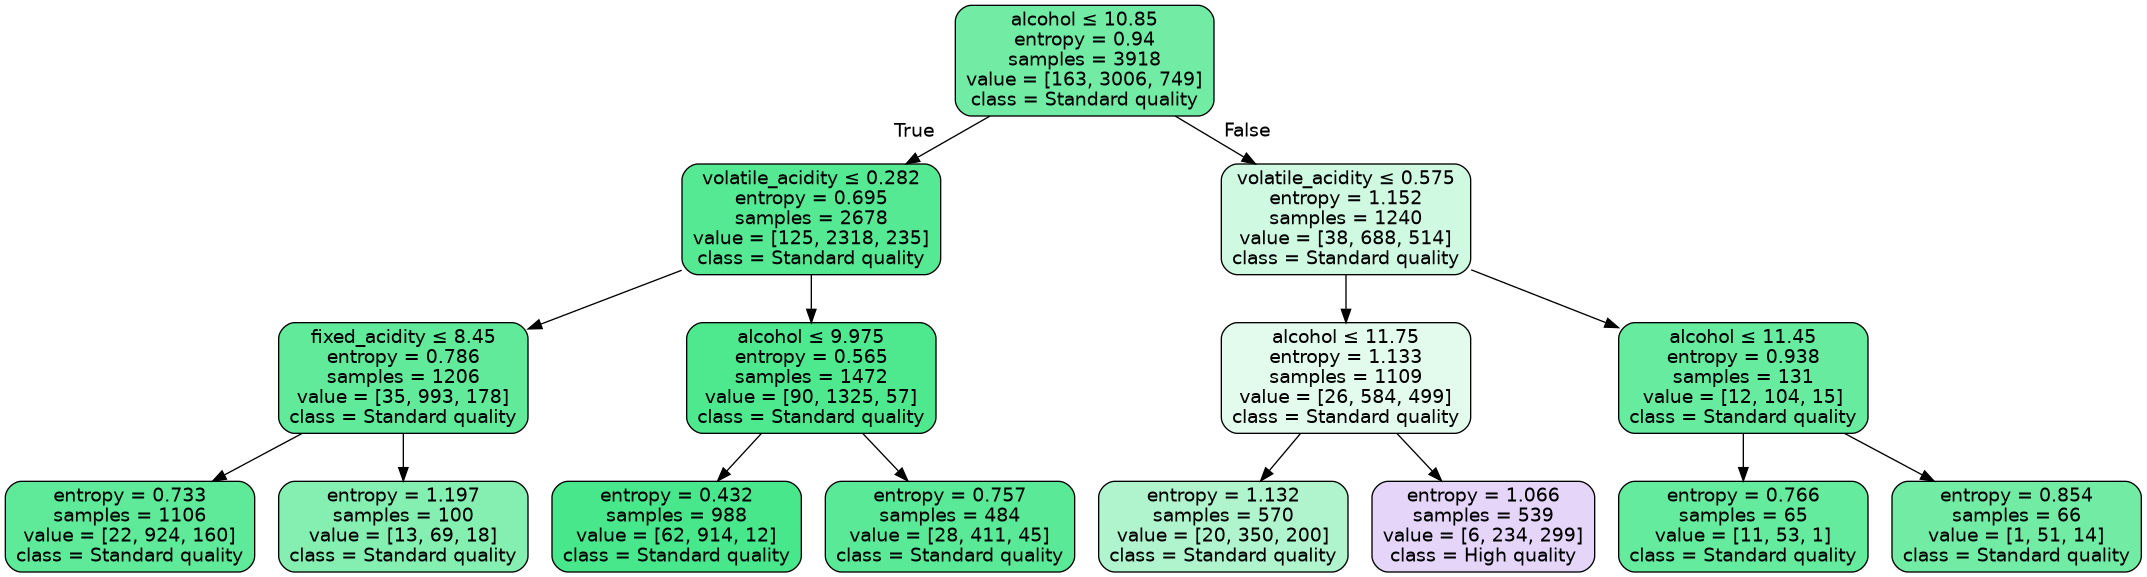 alcohol ≤ 10.85
entropy = 0.94
samples = 3918
value = [163, 3006, 749]
class = Standard quality
True
False
volatile_acidity ≤ 0.282
entropy = 0.695
samples = 2678
value = [125, 2318, 235]
class = Standard quality
volatile_acidity ≤ 0.575
entropy = 1.152
samples = 1240
value = [38, 688, 514]
class = Standard quality
fixed_acidity ≤ 8.45
entropy = 0.786
samples = 1206
value = [35, 993, 178]
class = Standard quality
alcohol ≤ 9.975
entropy = 0.565
samples = 1472
value = [90, 1325, 57]
class = Standard quality
alcohol ≤ 11.75
entropy = 1.133
samples = 1109
value = [26, 584, 499]
class = Standard quality
alcohol ≤ 11.45
entropy = 0.938
samples = 131
value = [12, 104, 15]
class = Standard quality
entropy = 0.733
samples = 1106
value = [22, 924, 160]
class = Standard quality
entropy = 1.197
samples = 100
value = [13, 69, 18]
class = Standard quality
entropy = 0.432
samples = 988
value = [62, 914, 12]
class = Standard quality
entropy = 0.757
samples = 484
value = [28, 411, 45]
class = Standard quality
entropy = 1.132
samples = 570
value = [20, 350, 200]
class = Standard quality
entropy = 1.066
samples = 539
value = [6, 234, 299]
class = High quality
entropy = 0.766
samples = 65
value = [11, 53, 1]
class = Standard quality
entropy = 0.854
samples = 66
value = [1, 51, 14]
class = Standard quality